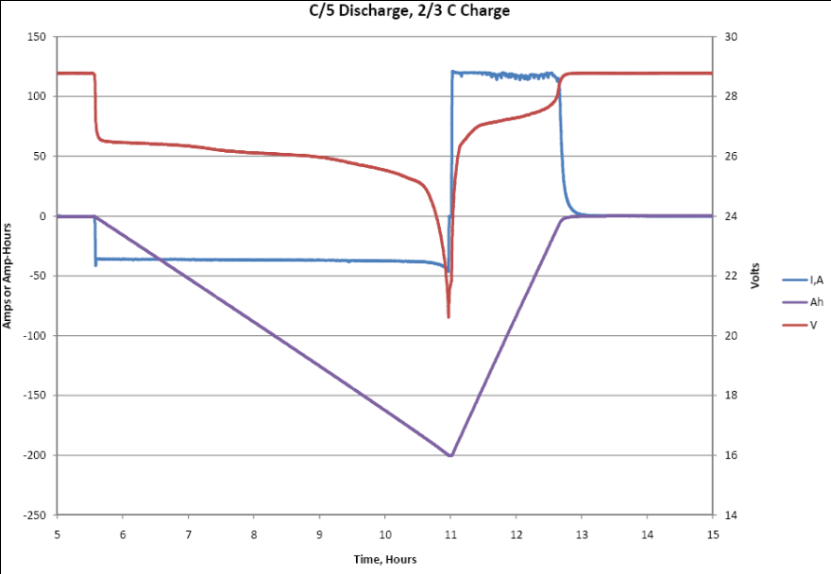 C/5 Discharge, 2/3 C Charge
150
100
50
0
-50
-100
-150
-200
-250
Amps or Amp-Hours
30
28
26
24
22
20
18
16
14
Volts
5 6 7 8 9 10 11 12 13 14 15
Time, Hours
I,A
Ah
V